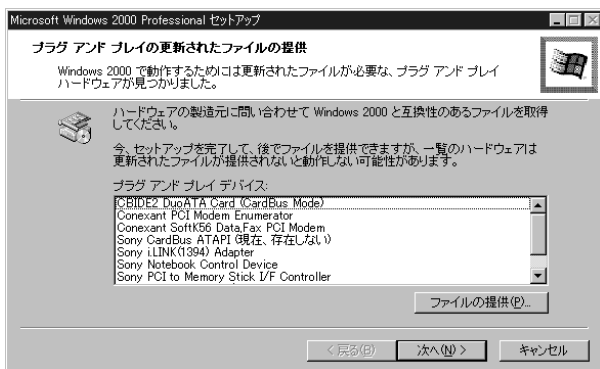 Microsoft Windows 2000 Professional セットアップ
プラグ アンド プレイの更新されたファイルの提供
Windows 2000 で動作するためには更新されたファイルが必要な、プラグ アンド プレイ
ハードウェアが見つかりました。
ハードウェアの製造元に問い合わせて Windows 2000 と互換性のあるファイルを取得
してください。
今、セットアップを完了して、後でファイルを提供できますが、一覧のハードウェアは
更新されたファイルが提供されないと動作しない可能性があります。
プラグ アンド プレイ デバイス:
CBIDE2 DuoATA Card (CardBus Mode)
Conexant PCI Modem Enumerator
Conexant SoftK56 Data,Fax PCI Modem
Sony CardBus ATAPI (現在、存在しない)
Sony i.LINK(1394) Adapter
Sony Notebook Control Device
Sony PCI to Memory Stick I/F Controller
ファイルの提供(P)...
< 戻る(B)
次へ(N) >
キャンセル